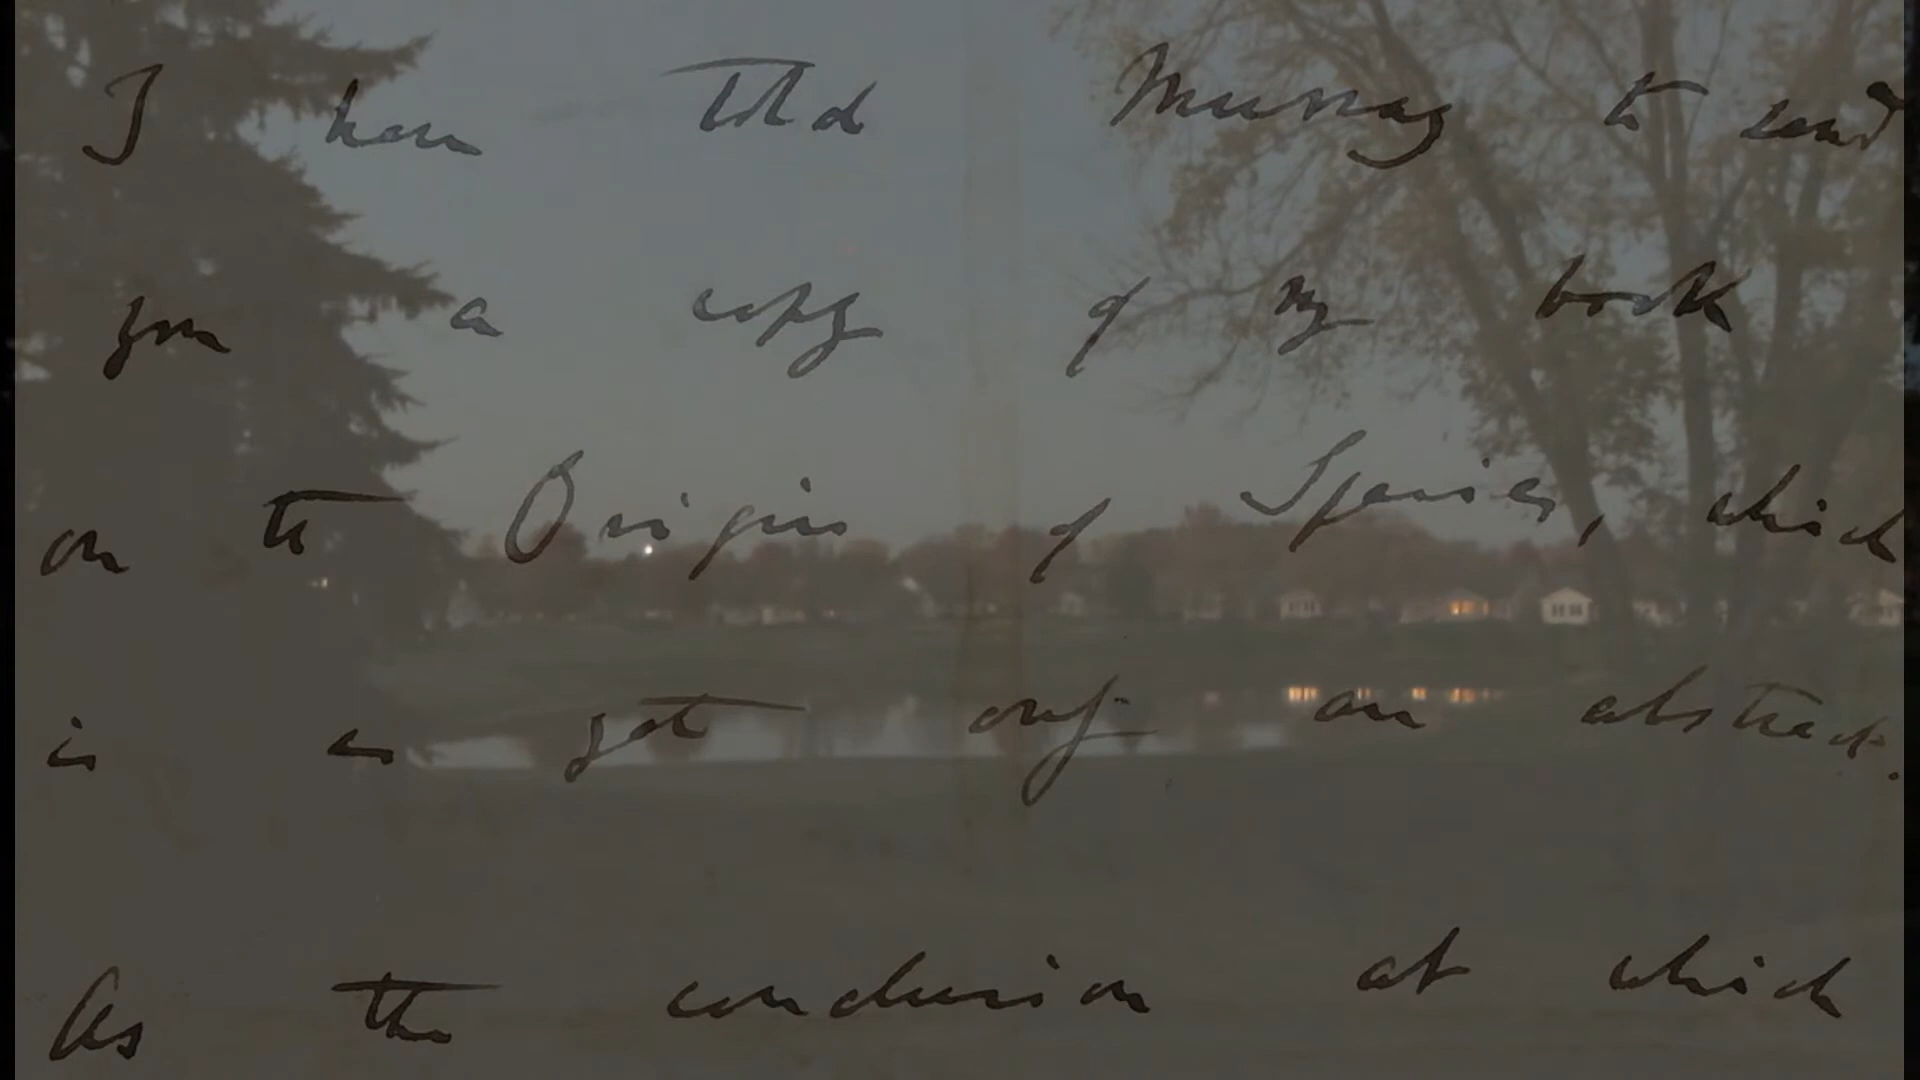 I have told Murray to send
you a copy of my book
on the Origin of Species, which
is as yet only an abstract.
As the conclusion at which